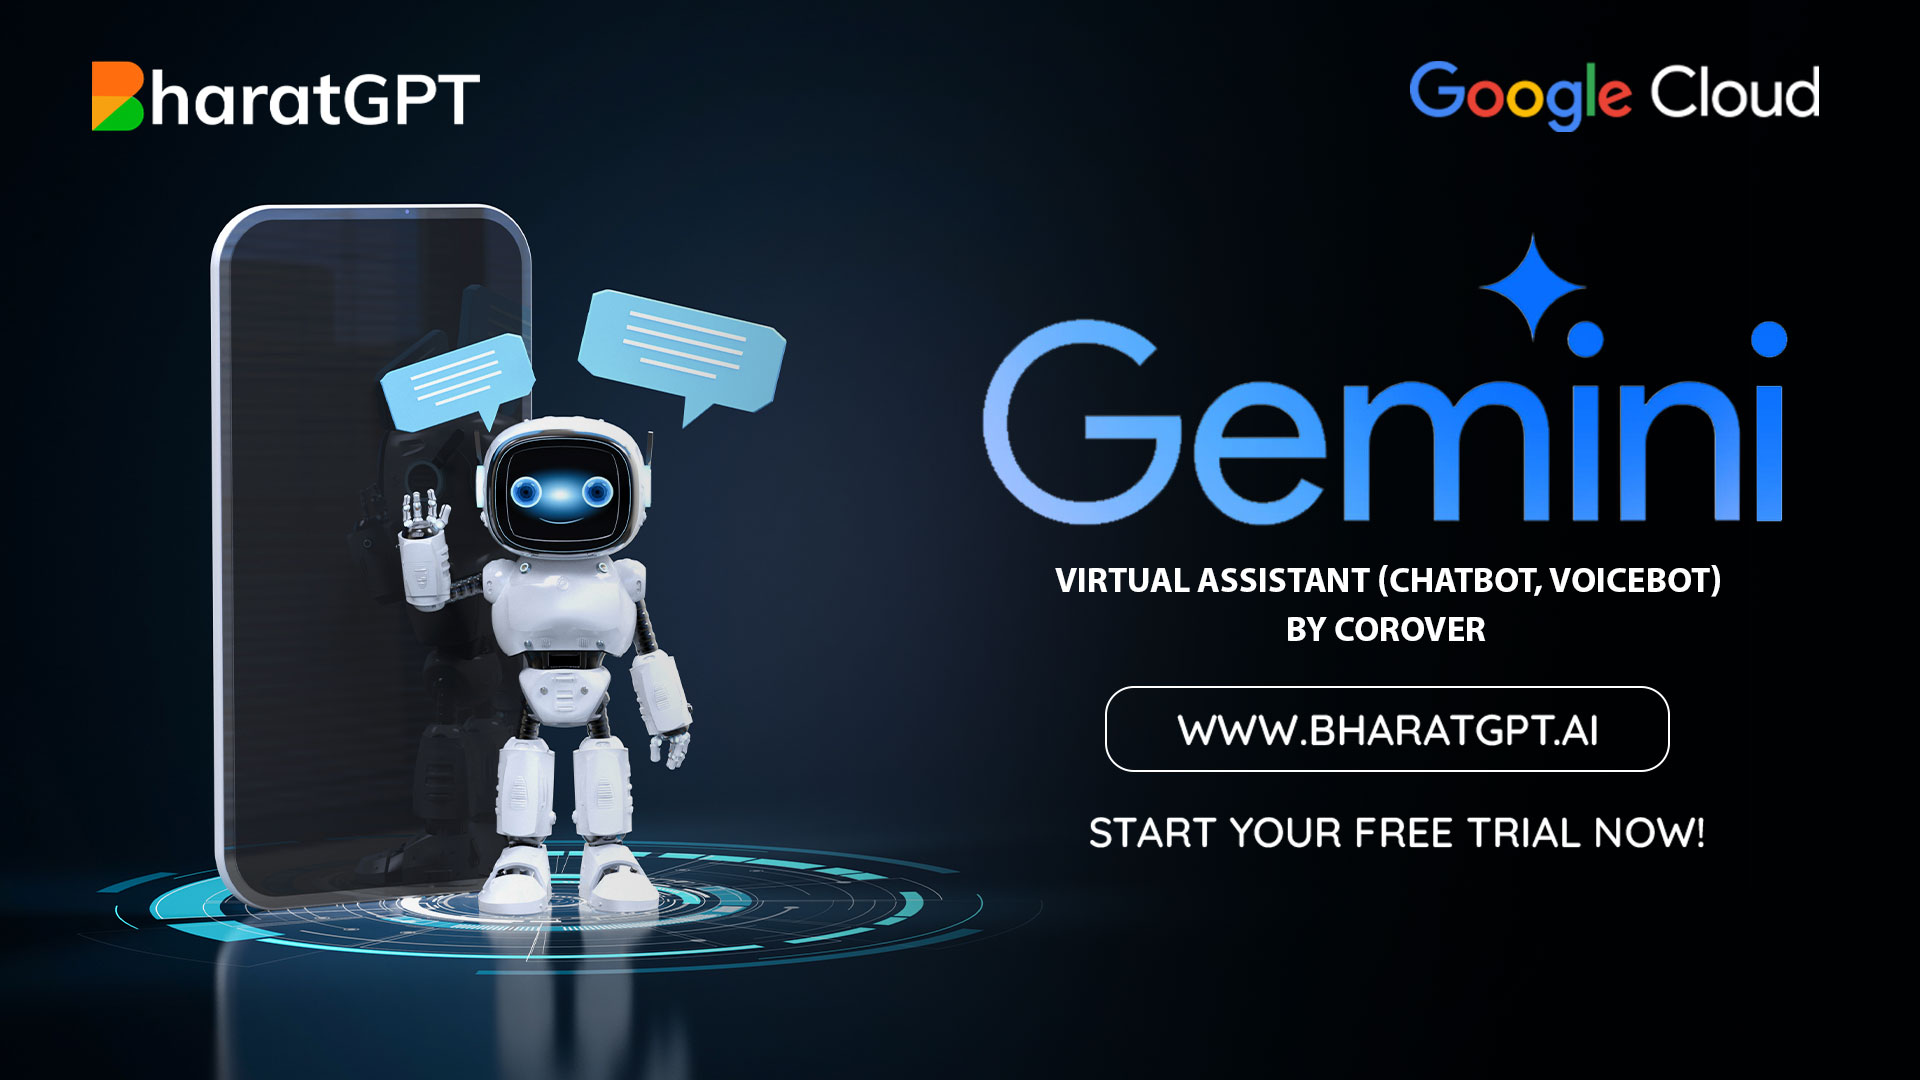 BharatGPT
Google Cloud
Gemini
VIRTUAL ASSISTANT (CHATBOT, VOICEBOT)
BY COROVER
WWW.BHARATGPT.AI
START YOUR FREE TRIAL NOW!